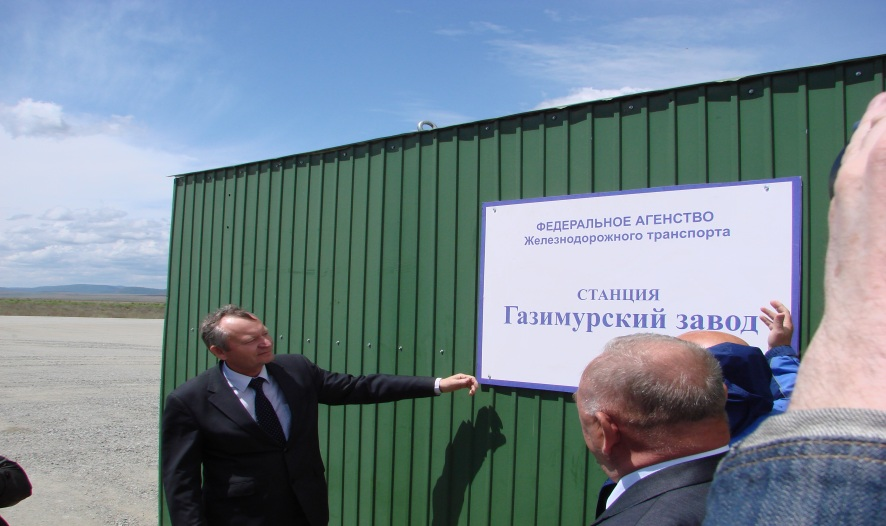 ФЕДЕРАЛЬНОЕ АГЕНСТВО
Железнодорожного транспорта
СТАНЦИЯ
Газимурский завод